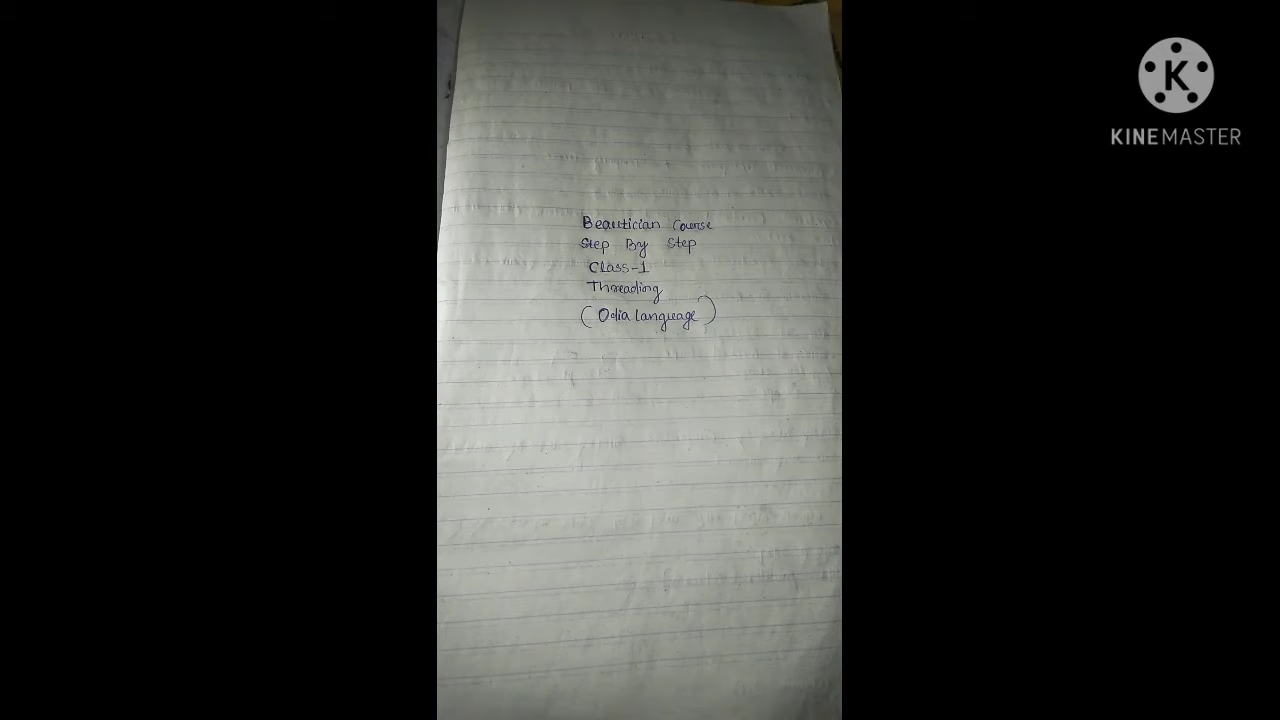 Beautician Course
Step By Step
Class-1
Threading
(Odia language)
KINEMASTER